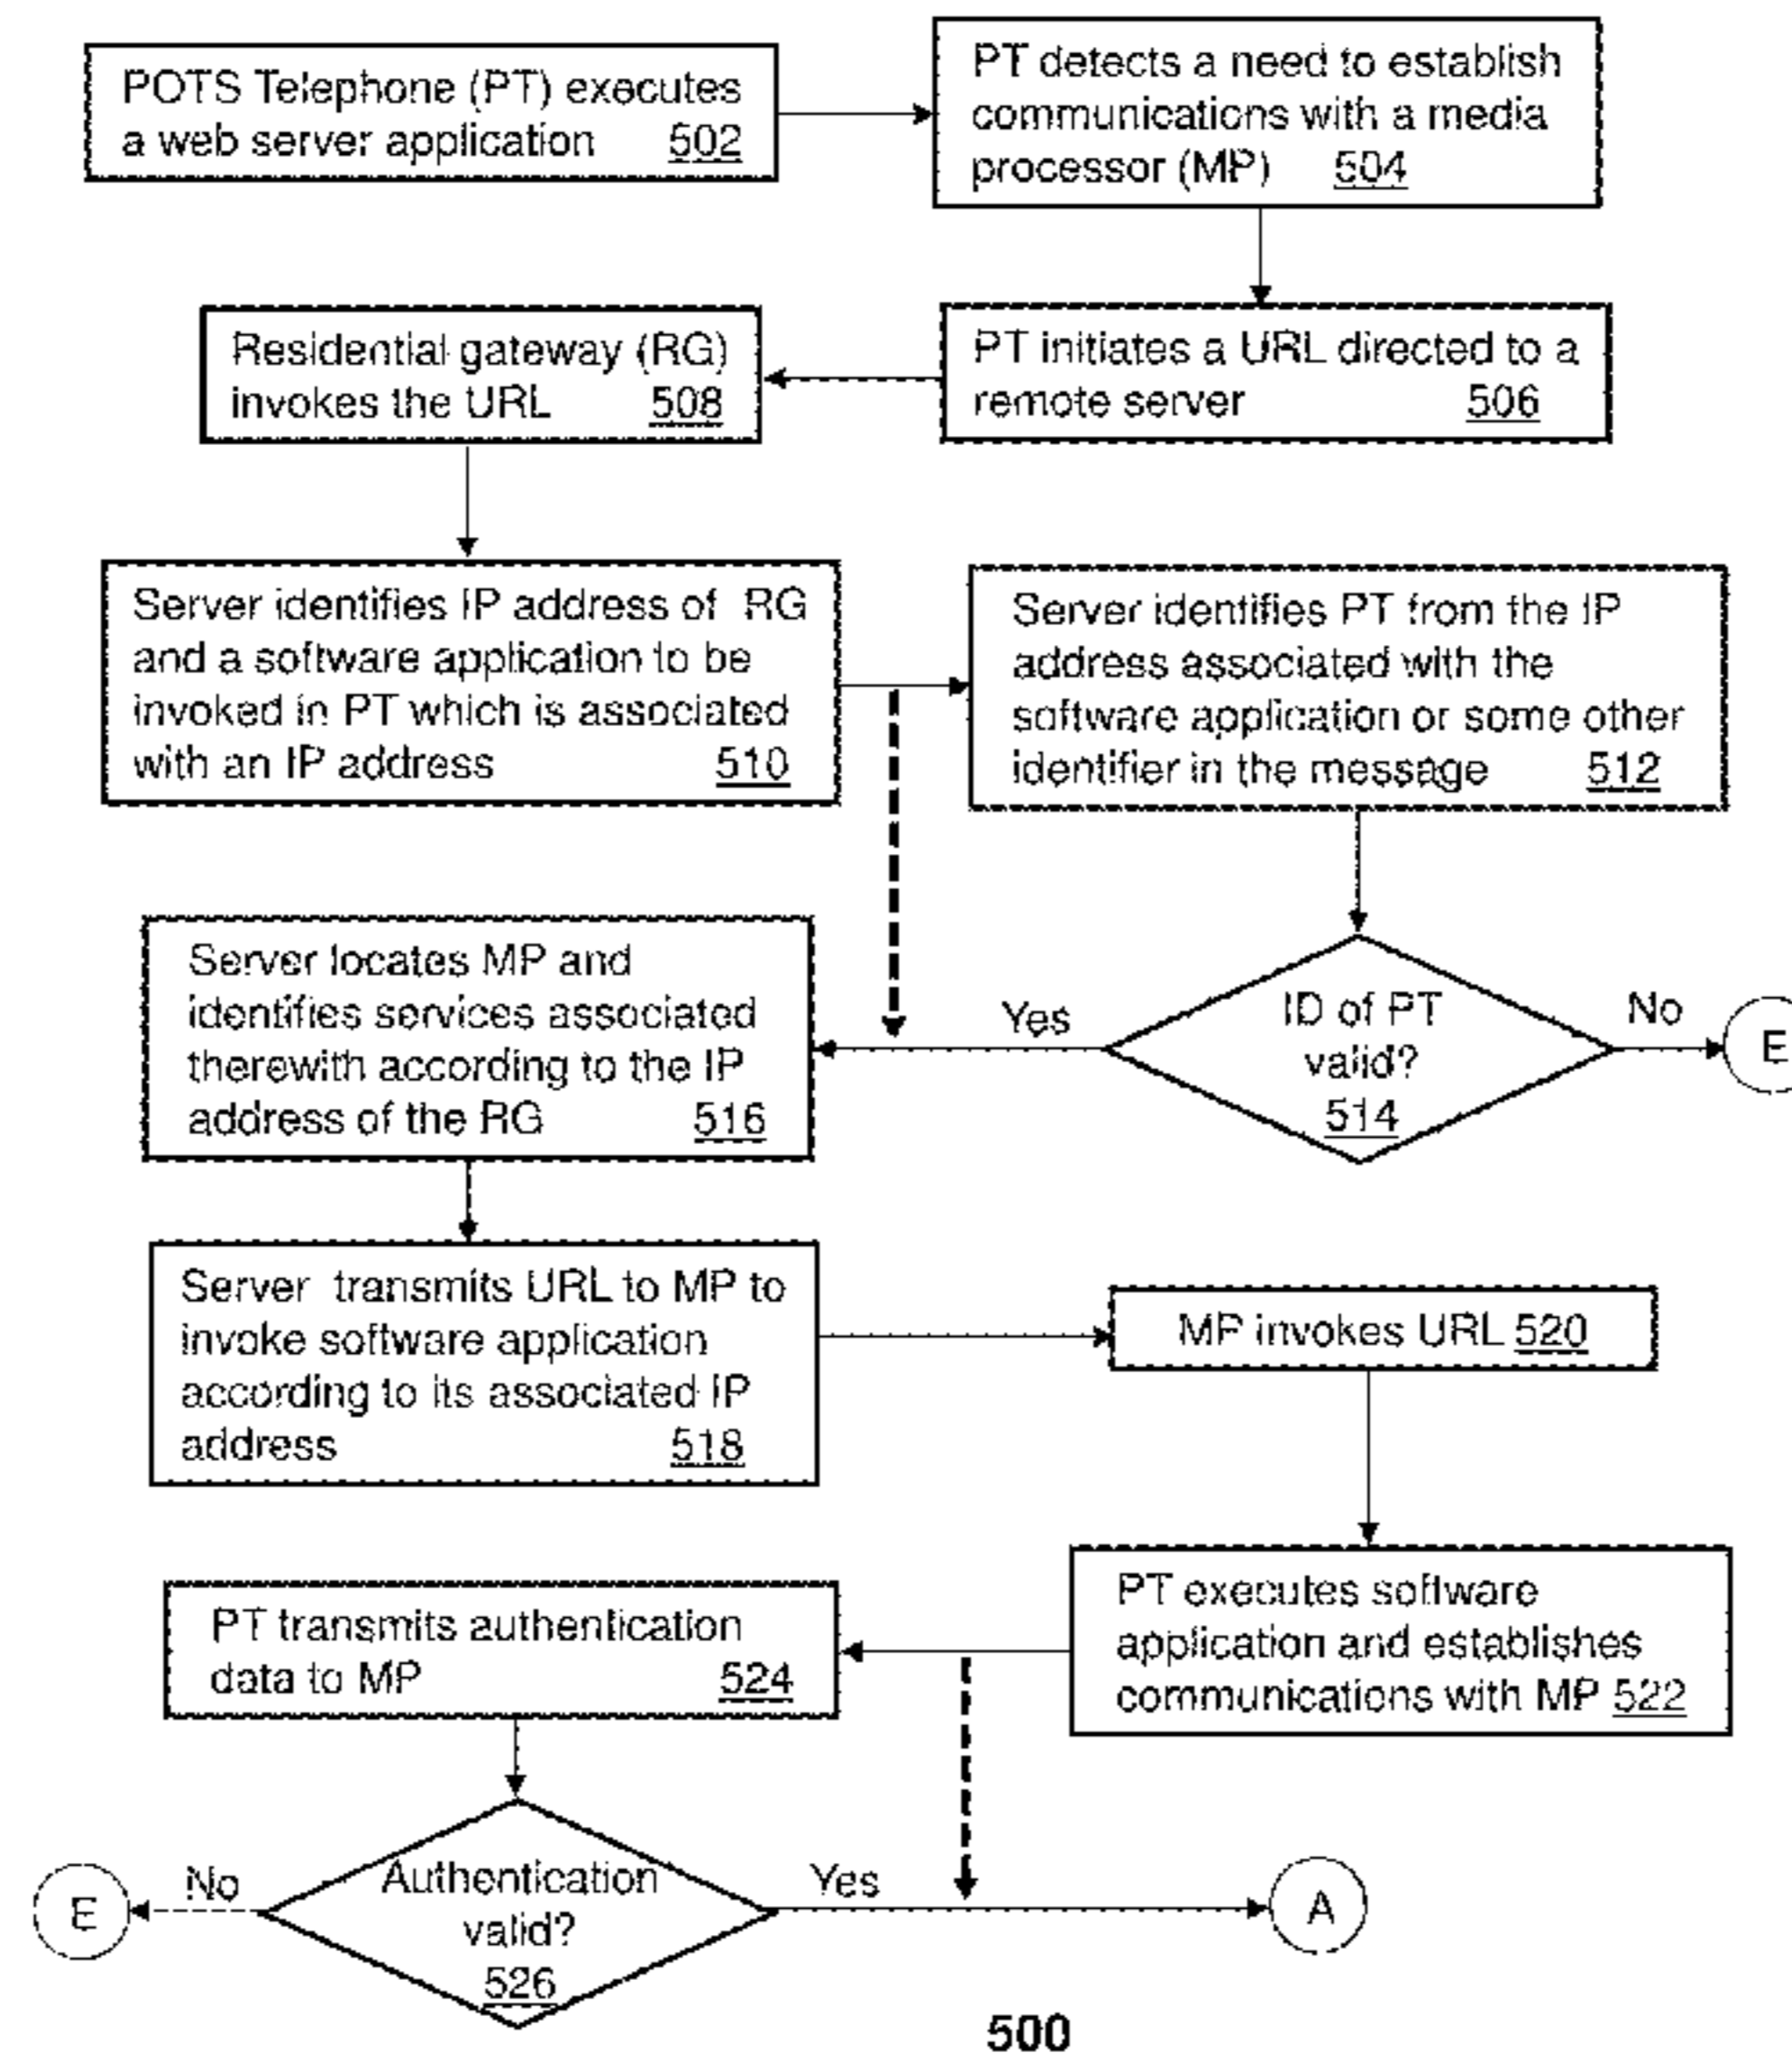 POTS Telephone (PT) executes
a web server application 502
PT detects a need to establish
communications with a media
processor (MP) 504
PT initiates a URL directed to a
remote server 506
Residential gateway (RG)
invokes the URL 508
Server identifies IP address of RG
and a software application to be
invoked in PT which is associated
with an IP address 510
Server identifies PT from the IP
address associated with the
software application or some other
identifier in the message 512
ID of PT
valid?
514
No
E
Yes
Server locates MP and
identifies services associated
therewith according to the IP
address of the RG 516
Server transmits URL to MP to
invoke software application
according to its associated IP
address 518
MP invokes URL 520
PT executes software
application and establishes
communications with MP 522
PT transmits authentication
data to MP 524
Authentication
valid?
526
No
E
Yes
A
500